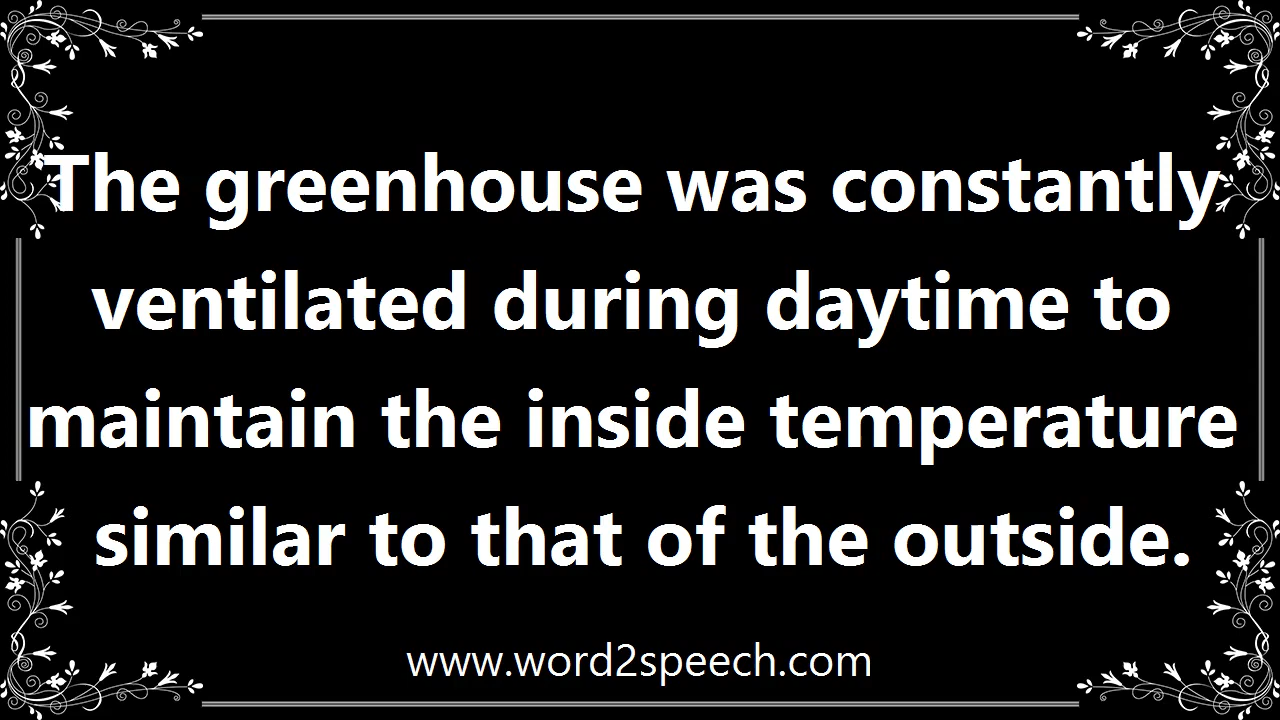 The greenhouse was constantly
ventilated during daytime to
maintain the inside temperature
similar to that of the outside.
www.word2speech.com